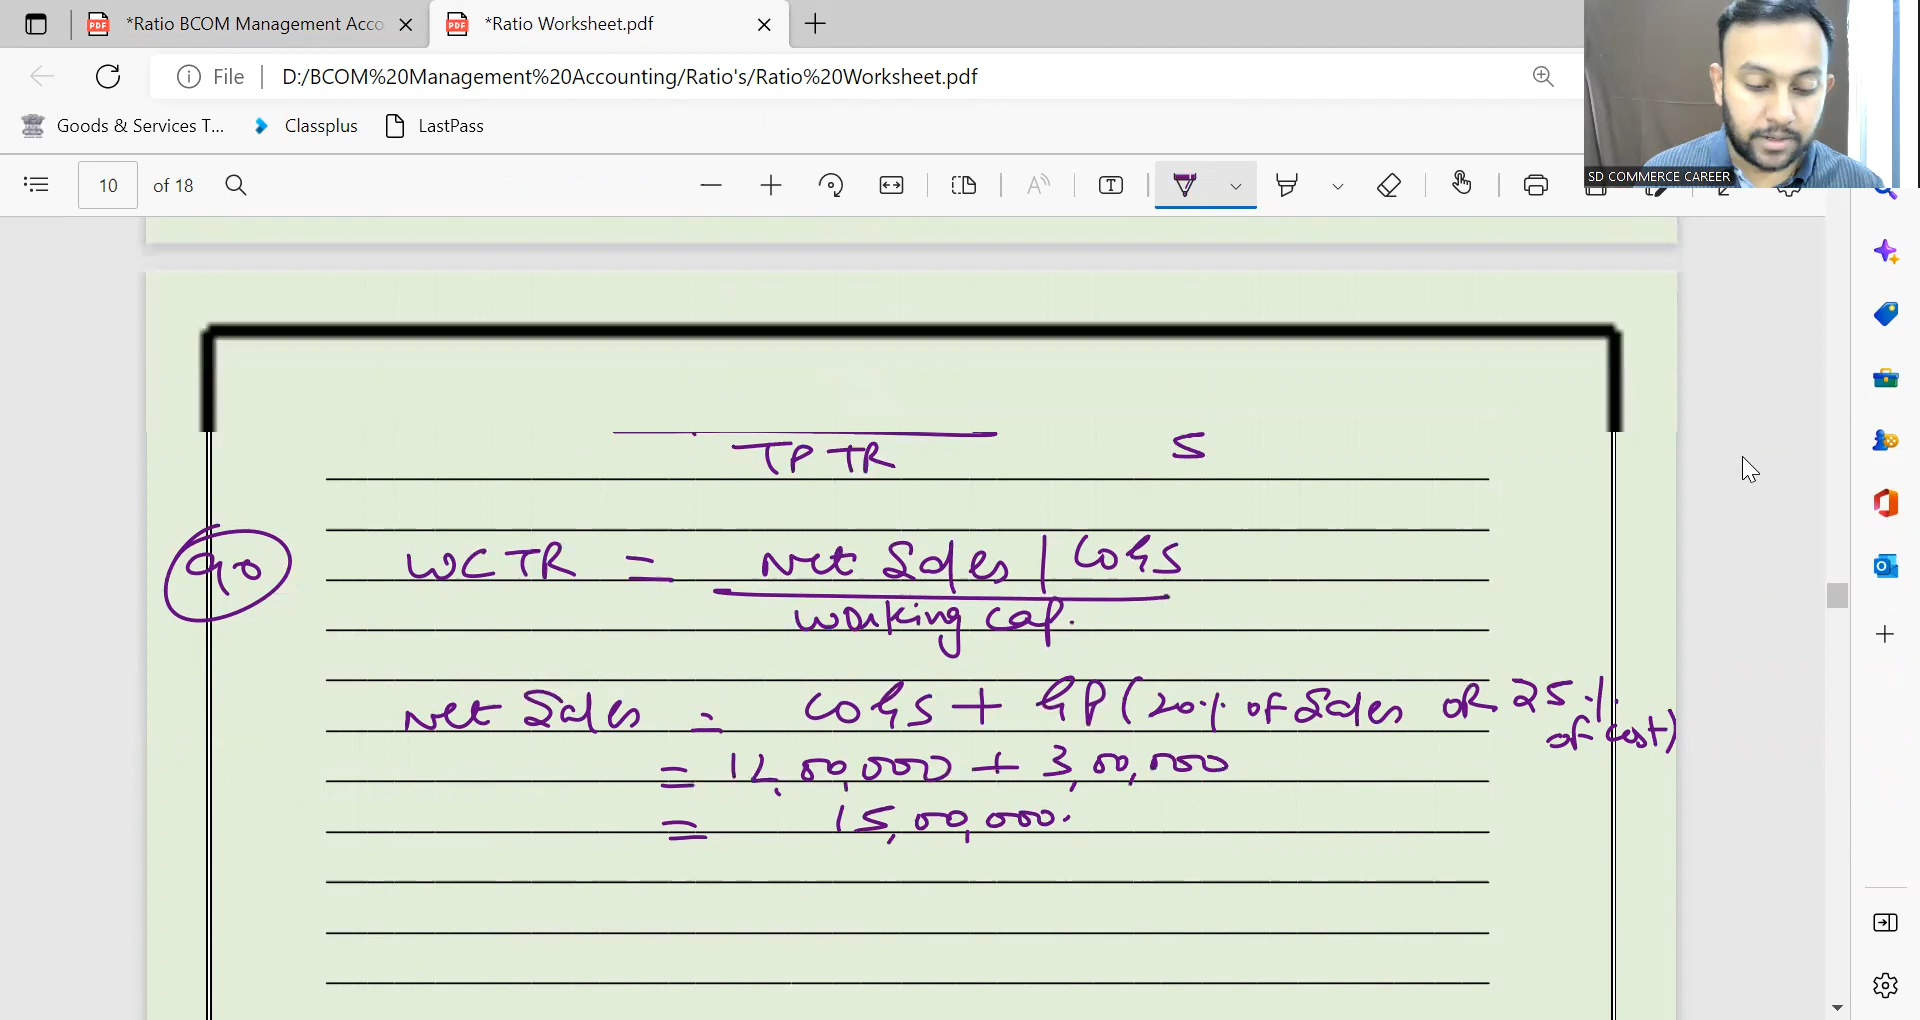 *Ratio BCOM Management Acco
*Ratio Worksheet.pdf
File
D:/BCOM%20Management%20Accounting/Ratio's/Ratio%20Worksheet.pdf
Goods & Services T...
Classplus
LastPass
10 of 18
SD COMMERCE CAREER
TPTR 5
90
WCTR = Net Sales / COGS
Working Cap.
Net Sales = COGS + GP (20% of Sales OR 25%
of cost)
= 12,00,000 + 3,00,000
= 15,00,000.